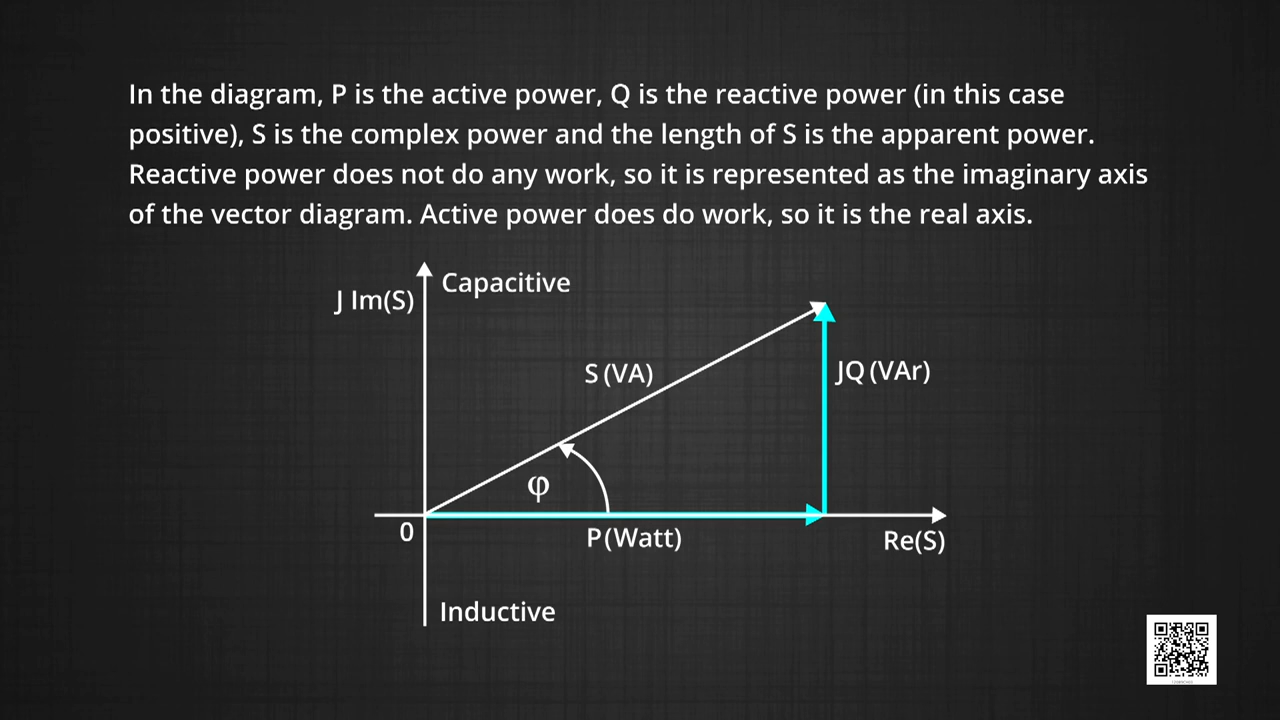 In the diagram, P is the active power, Q is the reactive power (in this case
positive), S is the complex power and the length of S is the apparent power.
Reactive power does not do any work, so it is represented as the imaginary axis
of the vector diagram. Active power does do work, so it is the real axis.
Capacitive
J Im(S)
S (VA)
JQ (VAr)
φ
0
P(Watt)
Re(S)
Inductive